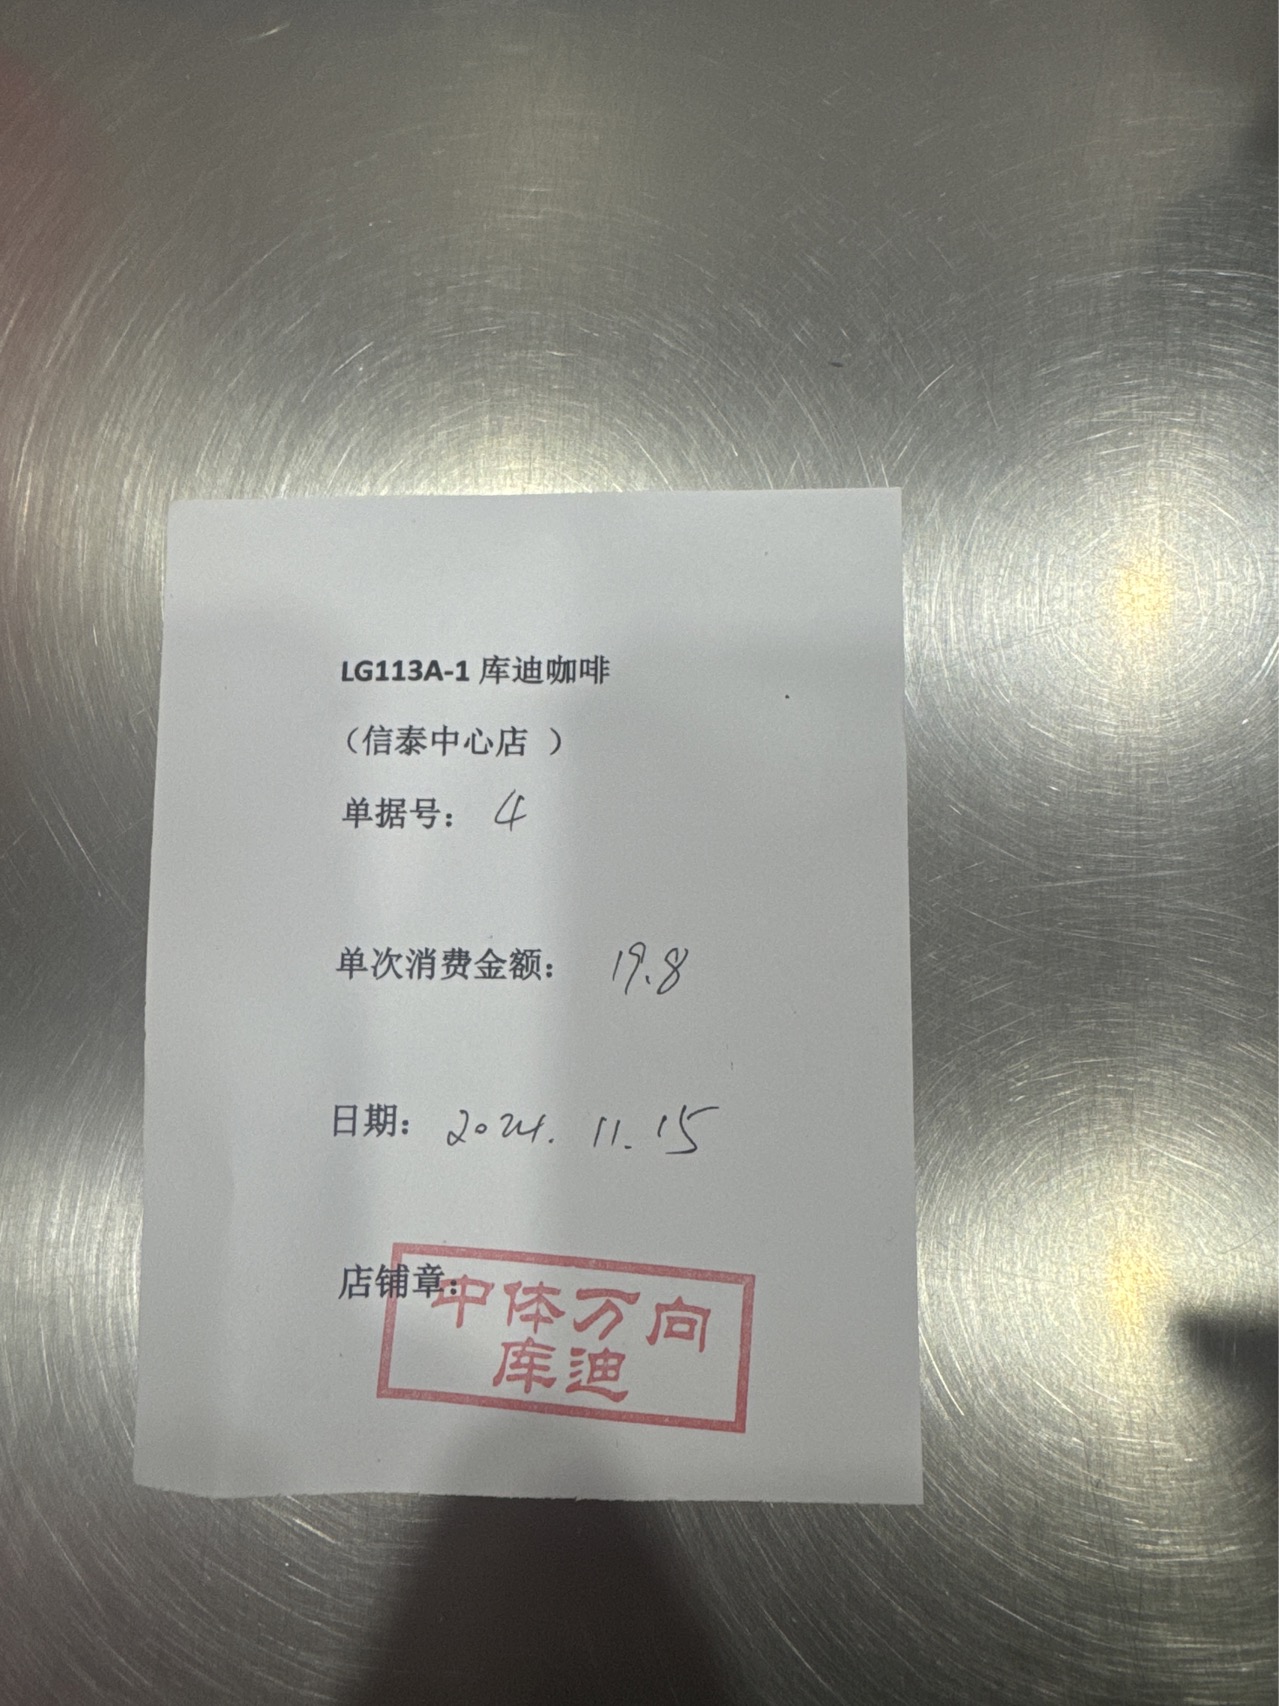 LG113A-1 库迪咖啡
（信泰中心店 ）
单据号： 4
单次消费金额： 19.8
日期： 2024. 11. 15
店铺章：
中体万向
库迪